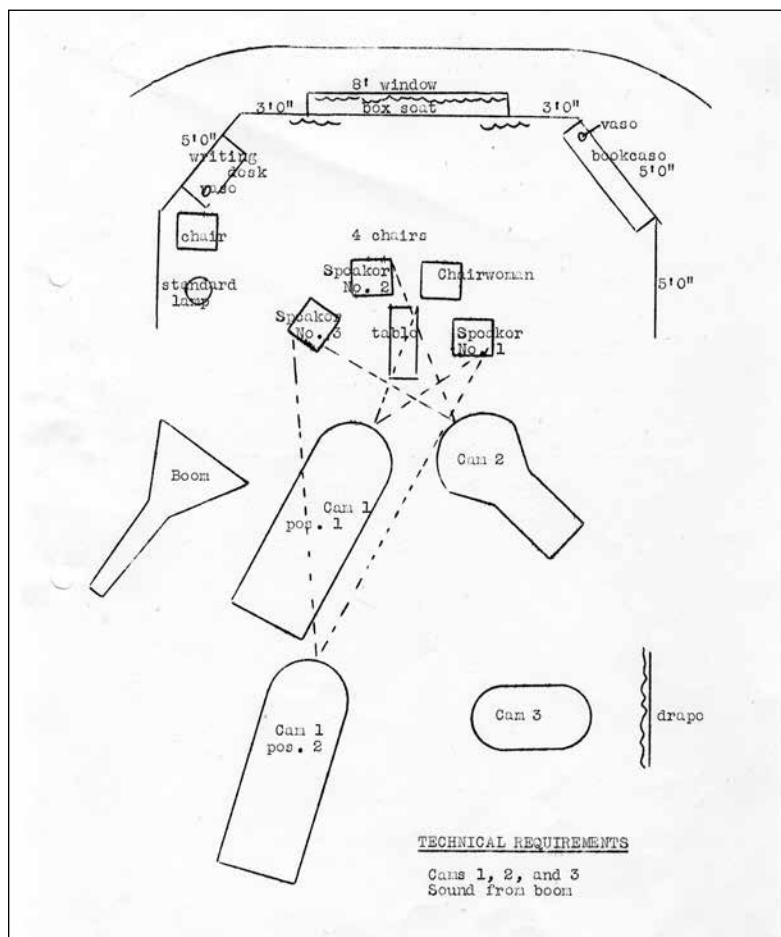 8' window
3'0" box seat 3'0"
vase
5'0"
writing
desk
vase
bookcase
5'0"
chair
4 chairs
standard
lamp
Speaker
No. 2
Chairwoman
5'0"
Speaker
No. 3
table
Speaker
No. 1
Boom
Cam 1
pos. 1
Cam 2
Cam 1
pos. 2
Cam 3
drape
TECHNICAL REQUIREMENTS
Cams 1, 2, and 3
Sound from boom